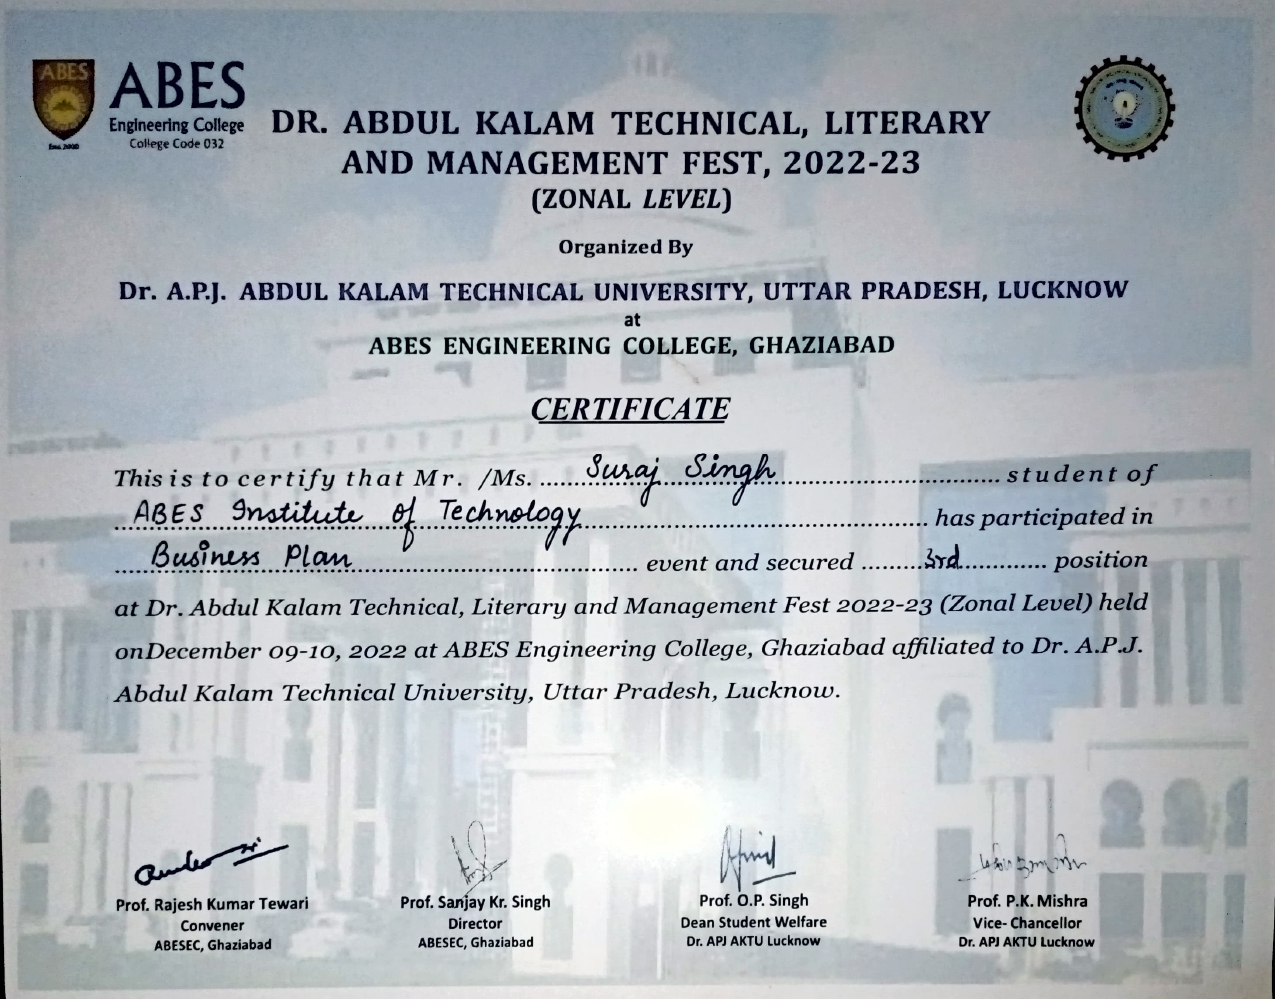 ABES
ABES
Engineering College
College Code 032
Estd. 2000
DR. ABDUL KALAM TECHNICAL, LITERARY
AND MANAGEMENT FEST, 2022-23
(ZONAL LEVEL)
Organized By
Dr. A.P.J. ABDUL KALAM TECHNICAL UNIVERSITY, UTTAR PRADESH, LUCKNOW
at
ABES ENGINEERING COLLEGE, GHAZIABAD
CERTIFICATE
This is to certify that Mr. /Ms. Suraj Singh student of
ABES Institute of Technology has participated in
Business Plan event and secured 3rd position
at Dr. Abdul Kalam Technical, Literary and Management Fest 2022-23 (Zonal Level) held
onDecember 09-10, 2022 at ABES Engineering College, Ghaziabad affiliated to Dr. A.P.J.
Abdul Kalam Technical University, Uttar Pradesh, Lucknow.
Prof. Rajesh Kumar Tewari
Convener
ABESEC, Ghaziabad
Prof. Sanjay Kr. Singh
Director
ABESEC, Ghaziabad
Prof. O.P. Singh
Dean Student Welfare
Dr. APJ AKTU Lucknow
Prof. P.K. Mishra
Vice- Chancellor
Dr. APJ AKTU Lucknow